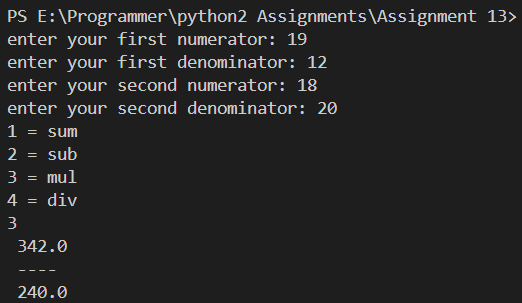 PS E:\Programmer\python2 Assignments\Assignment 13>
enter your first numerator: 19
enter your first denominator: 12
enter your second numerator: 18
enter your second denominator: 20
1 = sum
2 = sub
3 = mul
4 = div
3
 342.0
 ----
 240.0